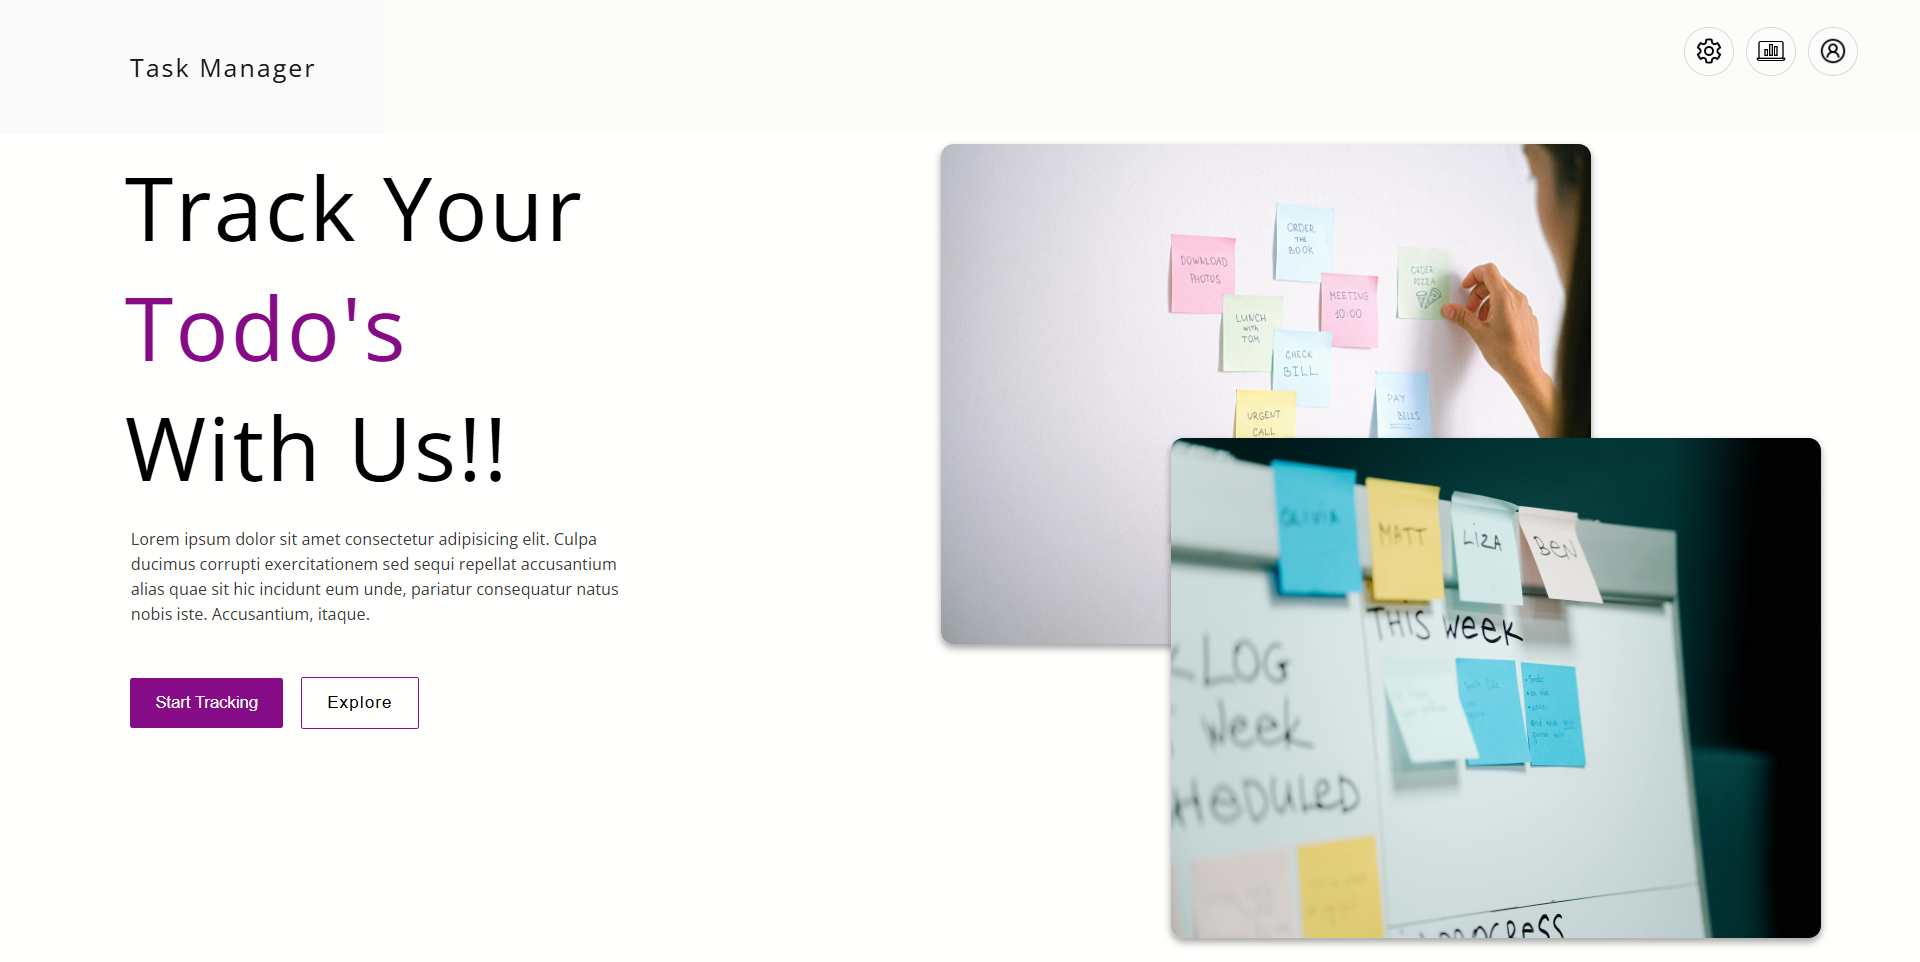 Task Manager
Track Your
Todo's
With Us!!
Lorem ipsum dolor sit amet consectetur adipisicing elit. Culpa
ducimus corrupti exercitationem sed sequi repellat accusantium
alias quae sit hic incidunt eum unde, pariatur consequatur natus
nobis iste. Accusantium, itaque.
Start Tracking
Explore
ORDER
THE
BOOK
DOWNLOAD
PHOTOS
ORDER
PIZZA
MEETING
10:00
LUNCH
WITH
TOM
CHECK
BILL
PAY
BILLS
URGENT
CALL
OLIVIA
MATT
LIZA
BEN
THIS WEEK
LOG
WEEK